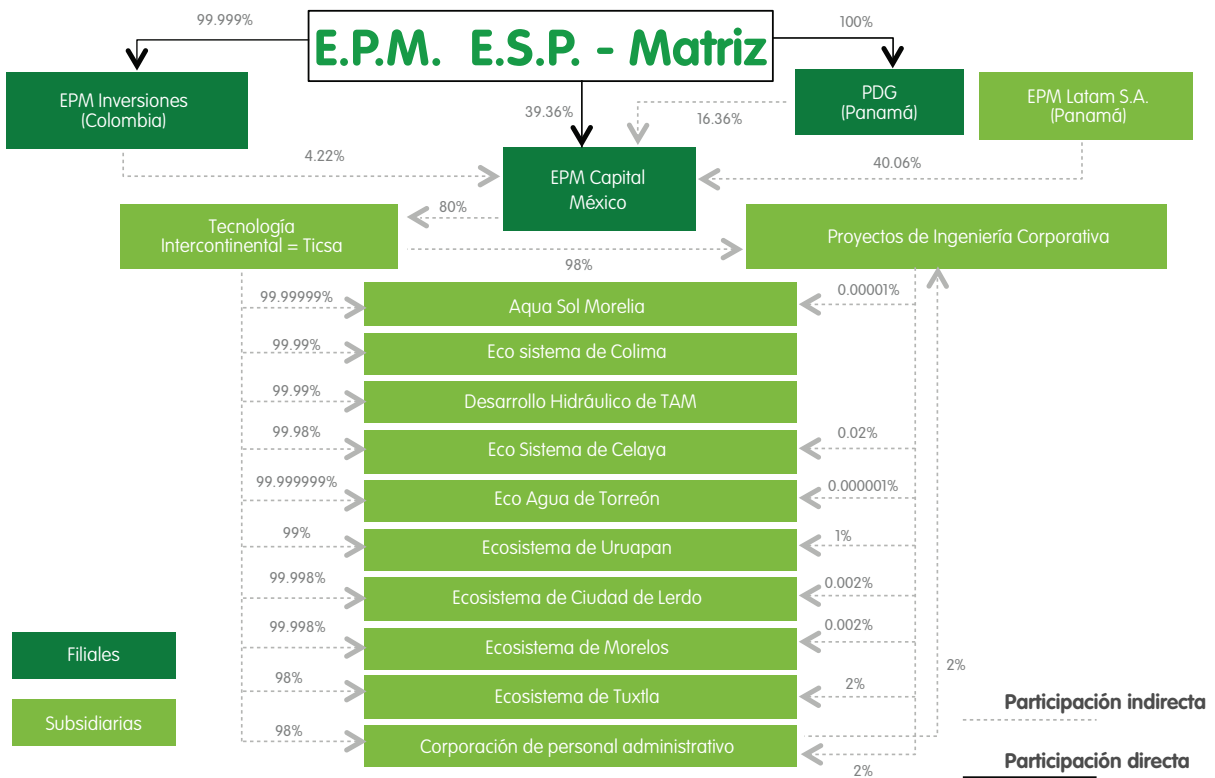 99.999%
E.P.M. E.S.P. - Matriz
100%
EPM Inversiones
(Colombia)
39.36%
16.36%
PDG
(Panamá)
EPM Latam S.A.
(Panamá)
4.22%
EPM Capital
México
40.06%
80%
Tecnología
Intercontinental = Ticsa
98%
Proyectos de Ingeniería Corporativa
99.99999%
Aqua Sol Morelia
0.00001%
99.99%
Eco sistema de Colima
99.99%
Desarrollo Hidráulico de TAM
99.98%
Eco Sistema de Celaya
0.02%
99.999999%
Eco Agua de Torreón
0.000001%
99%
Ecosistema de Uruapan
1%
99.998%
Ecosistema de Ciudad de Lerdo
0.002%
99.998%
Ecosistema de Morelos
0.002%
98%
Ecosistema de Tuxtla
2%
98%
Corporación de personal administrativo
2%
2%
Filiales
Subsidiarias
Participación indirecta
Participación directa